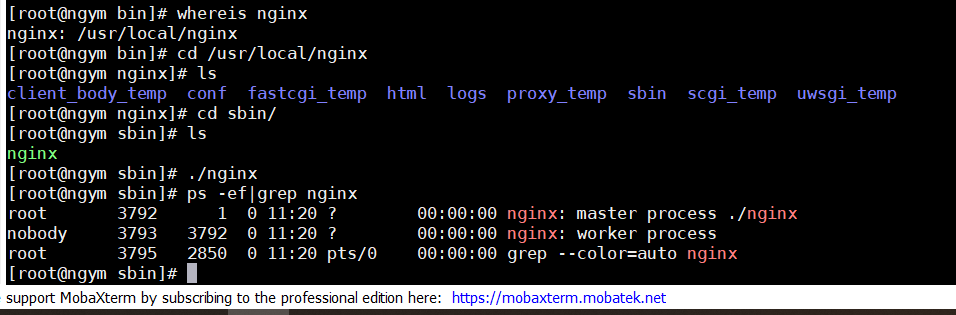 [root@ngym bin]# whereis nginx
nginx: /usr/local/nginx
[root@ngym bin]# cd /usr/local/nginx
[root@ngym nginx]# ls
client_body_temp  conf  fastcgi_temp  html  logs  proxy_temp  sbin  scgi_temp  uwsgi_temp
[root@ngym nginx]# cd sbin/
[root@ngym sbin]# ls
nginx
[root@ngym sbin]# ./nginx
[root@ngym sbin]# ps -ef|grep nginx
root       3792      1  0 11:20 ?        00:00:00 nginx: master process ./nginx
nobody     3793   3792  0 11:20 ?        00:00:00 nginx: worker process
root       3795   2850  0 11:20 pts/0    00:00:00 grep --color=auto nginx
[root@ngym sbin]#
support MobaXterm by subscribing to the professional edition here:  https://mobaxterm.mobatek.net